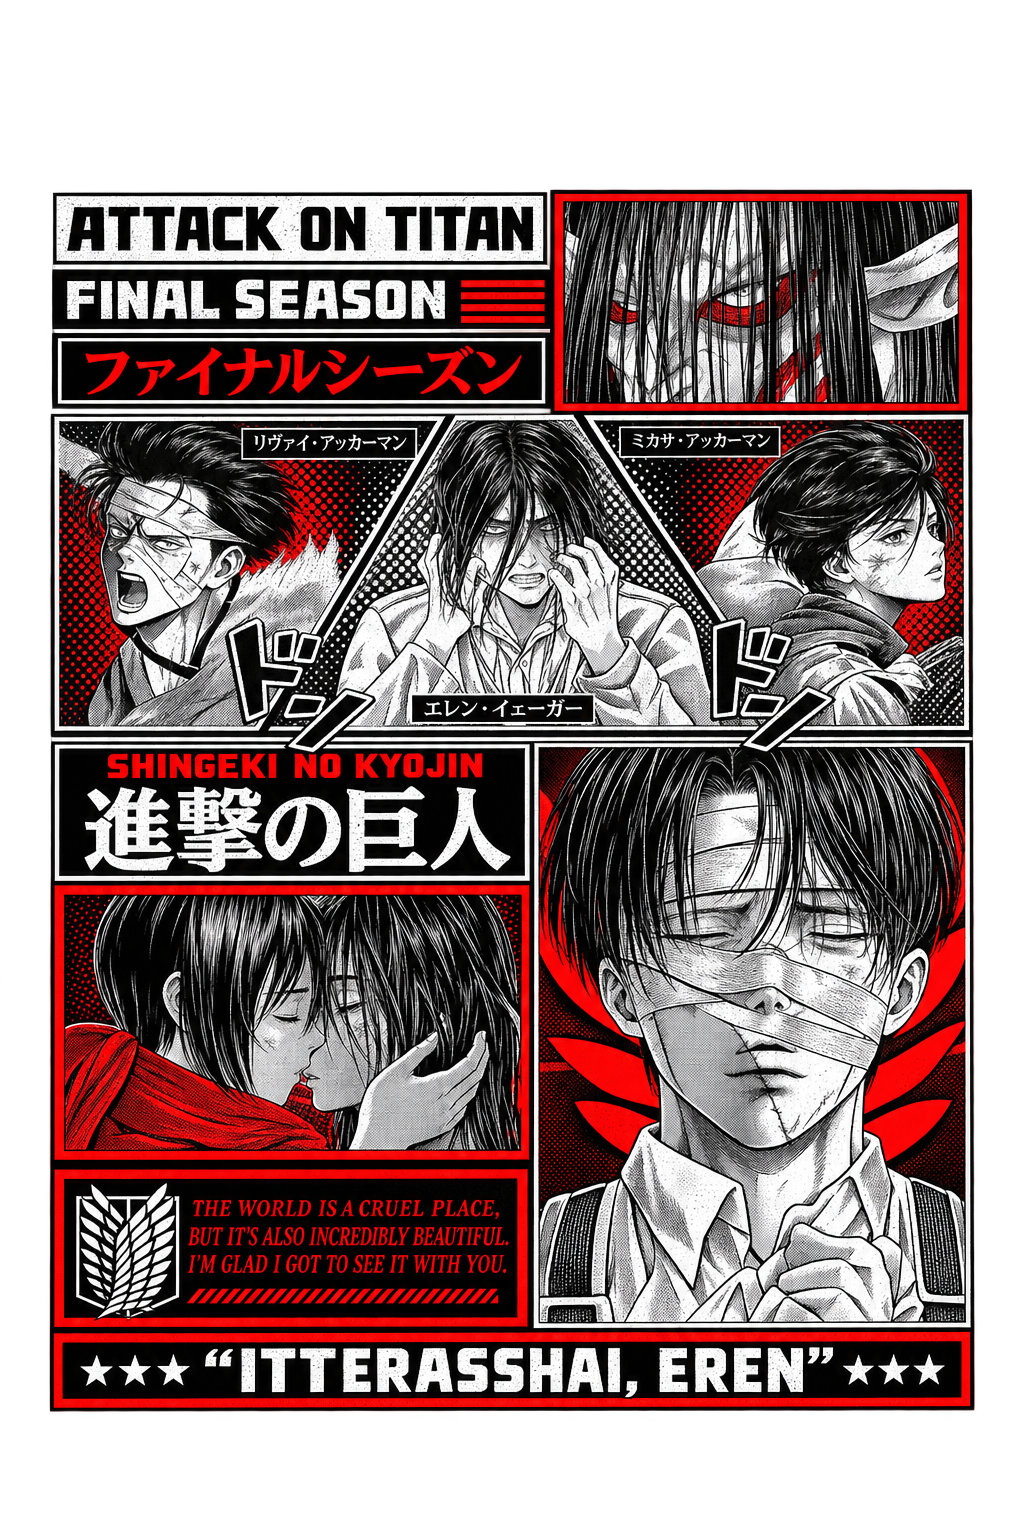 ATTACK ON TITAN
FINAL SEASON
ファイナルシーズン
リヴァイ・アッカーマン
ミカサ・アッカーマン
ドン
ドン
エレン・イェーガー
SHINGEKI NO KYOJIN
進撃の巨人
THE WORLD IS A CRUEL PLACE,
BUT IT'S ALSO INCREDIBLY BEAUTIFUL.
I'M GLAD I GOT TO SEE IT WITH YOU.
"ITTERASSHAI, EREN"